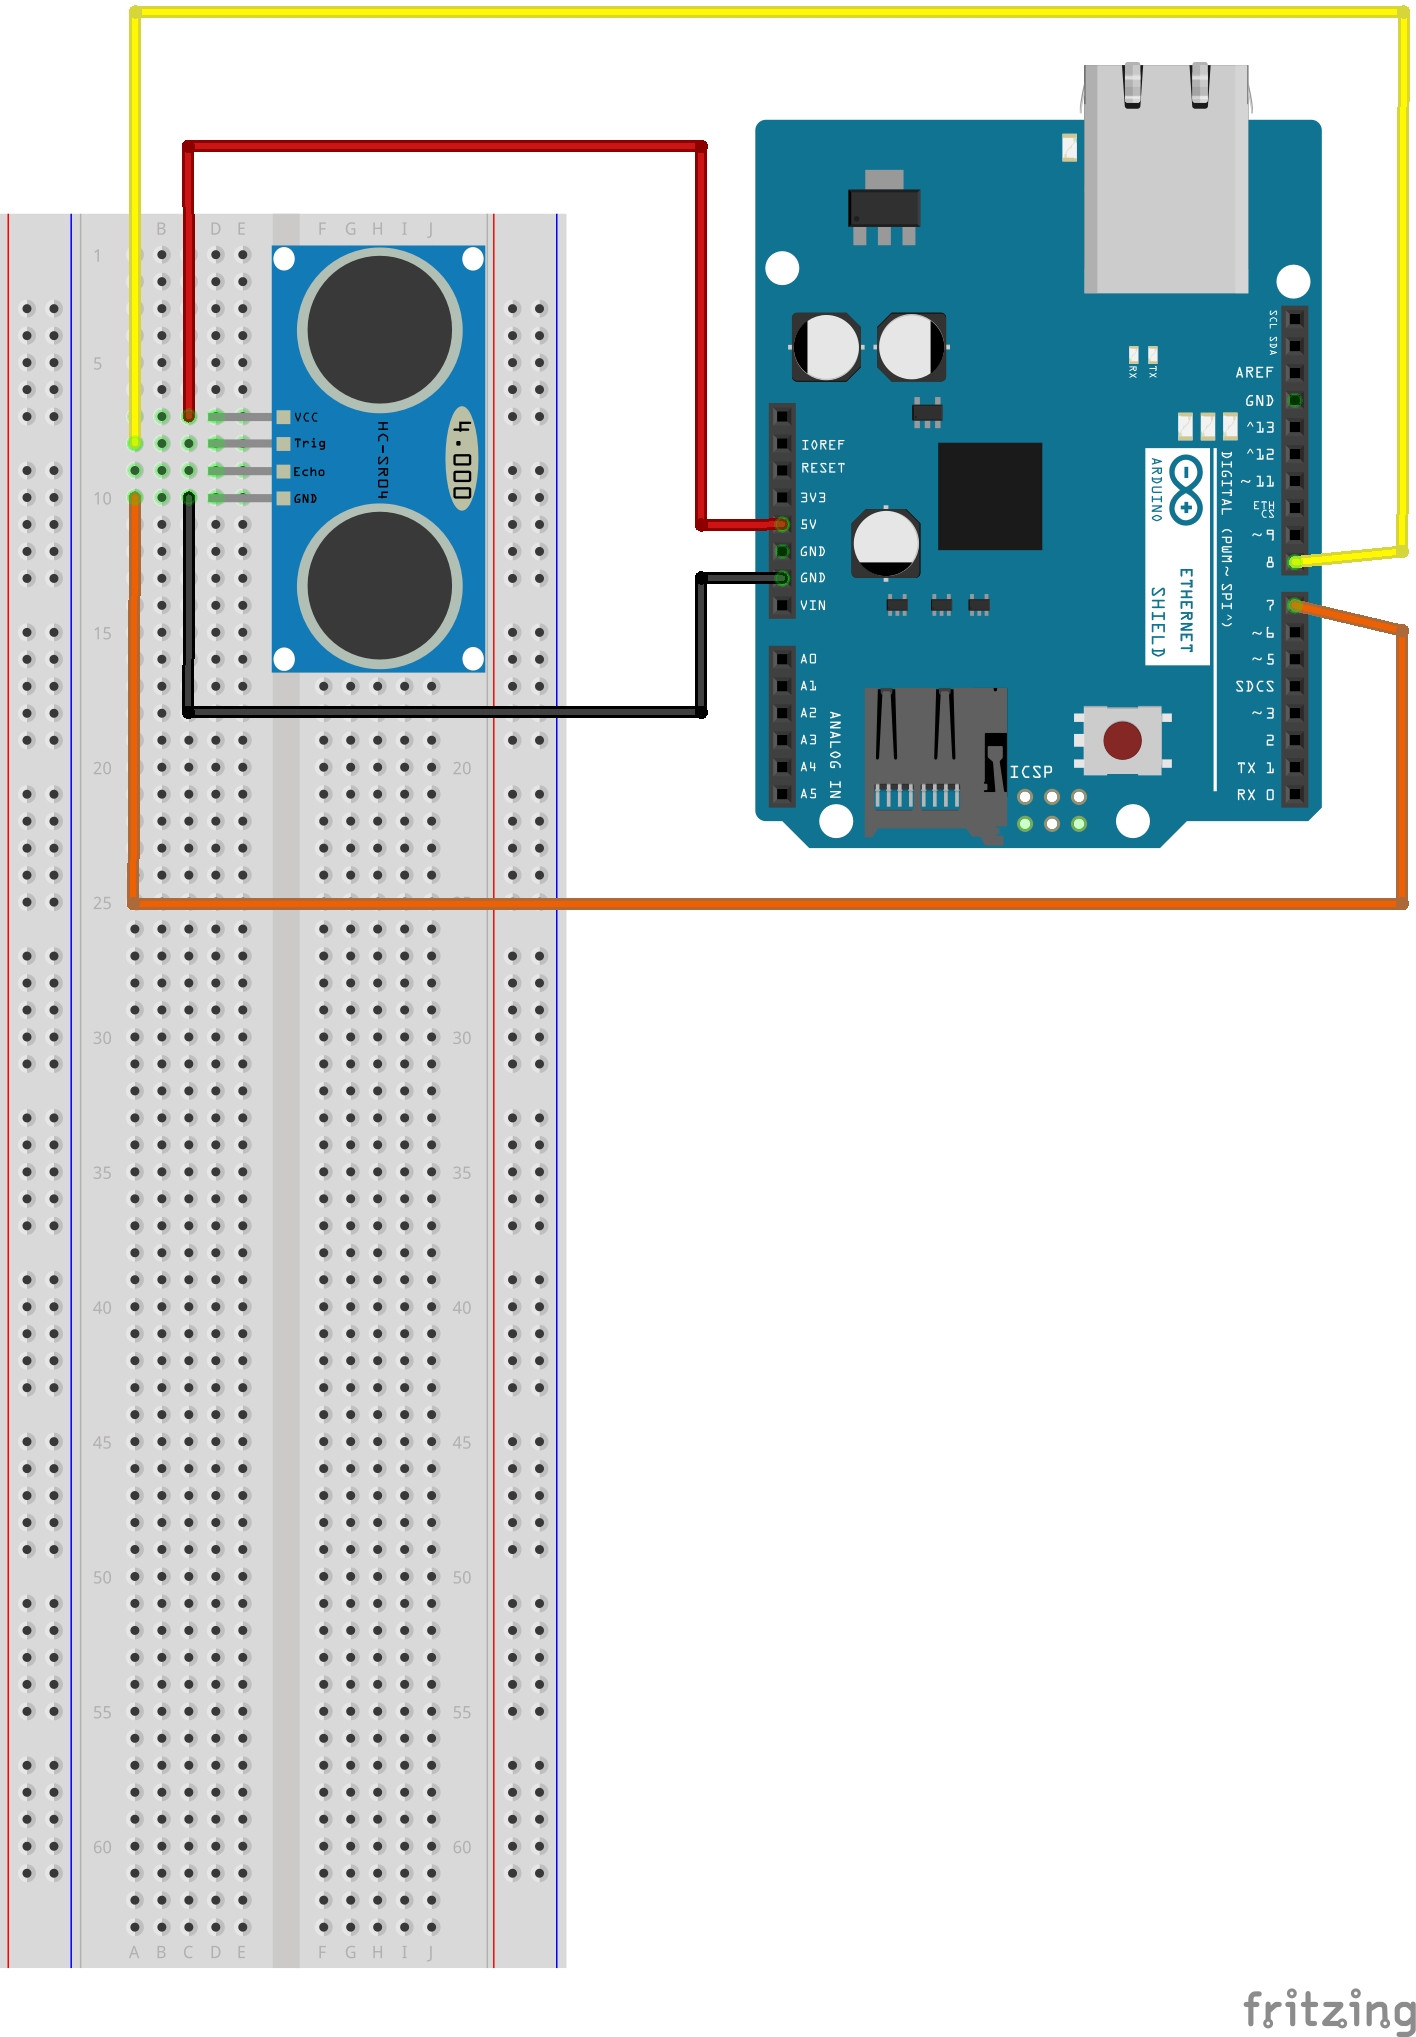 B D E F G H I J
1
5
10
15
20 20
25
30 30
35 35
40 40
45 45
50 50
55 55
60 60
A B C D E F G H I J
VCC
Trig
Echo
GND
HC-SR04
4.000
IOREF
RESET
3V3
5V
GND
GND
VIN
A0
A1
A2
A3
A4
A5
ANALOG IN
ICSP
RX
TX
ARDUINO
ETHERNET
SHIELD
DIGITAL (PWM~ SPI^)
SCL SDA
AREF
GND
^13
^12
~11
ETH
CS
~9
8
7
~6
~5
SDCS
~3
2
TX 1
RX 0
fritzing